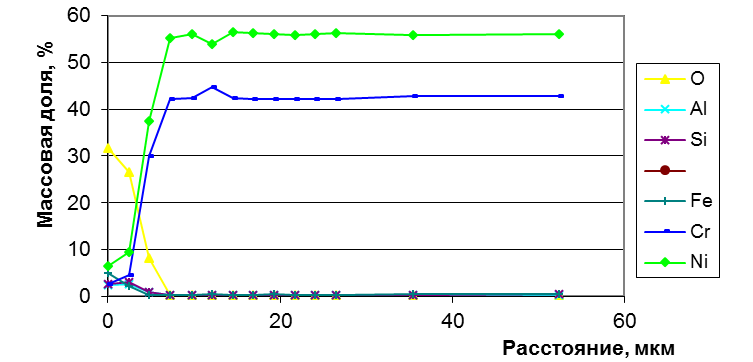 Массовая доля, %
60
50
40
30
20
10
0
0
20
40
60
Расстояние, мкм
O
Al
Si
Fe
Cr
Ni